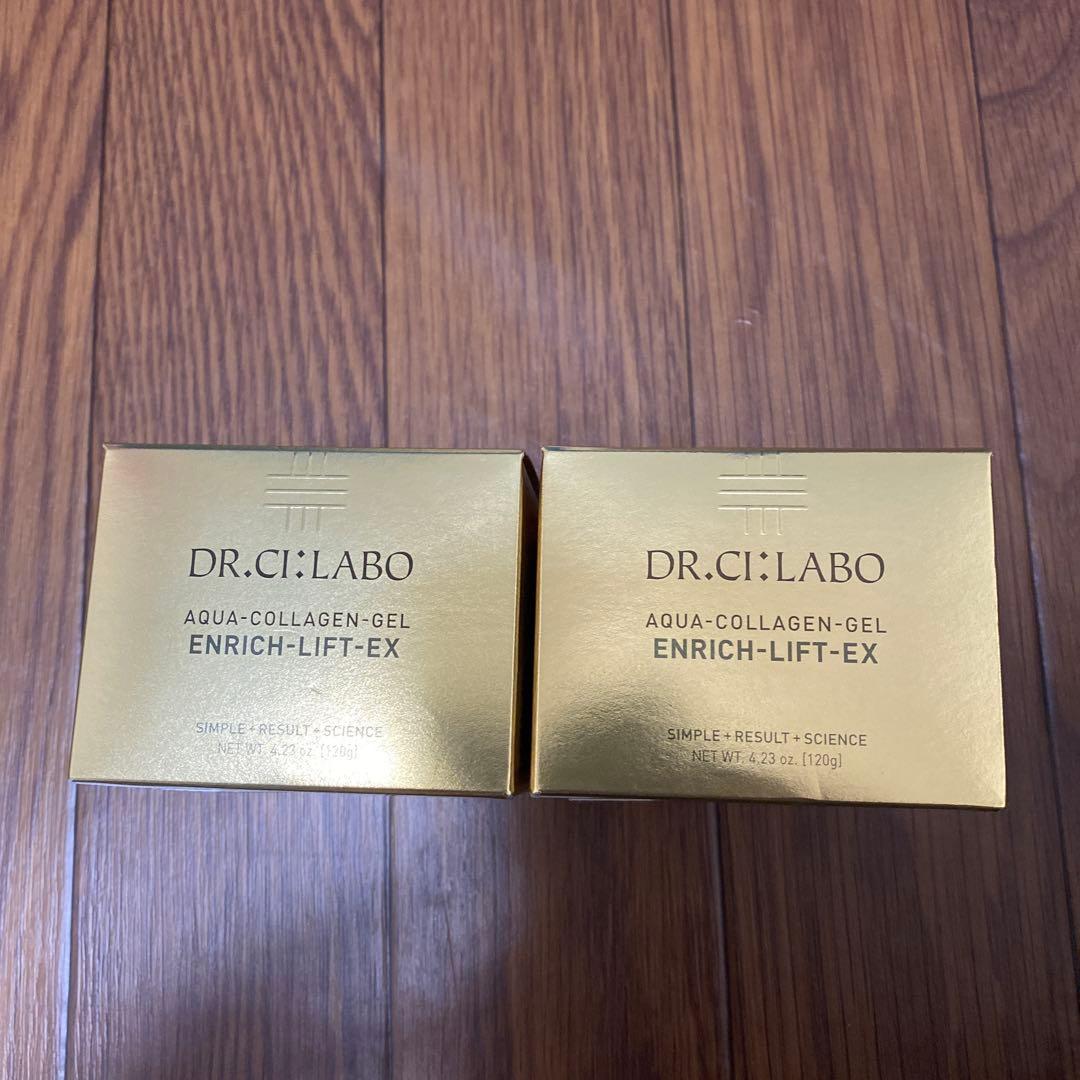 DR.CI:LABO
AQUA-COLLAGEN-GEL
ENRICH-LIFT-EX
SIMPLE+RESULT+SCIENCE
NET WT. 4.23 oz. [120g]
DR.CI:LABO
AQUA-COLLAGEN-GEL
ENRICH-LIFT-EX
SIMPLE+RESULT+SCIENCE
NET WT. 4.23 oz. [120g]